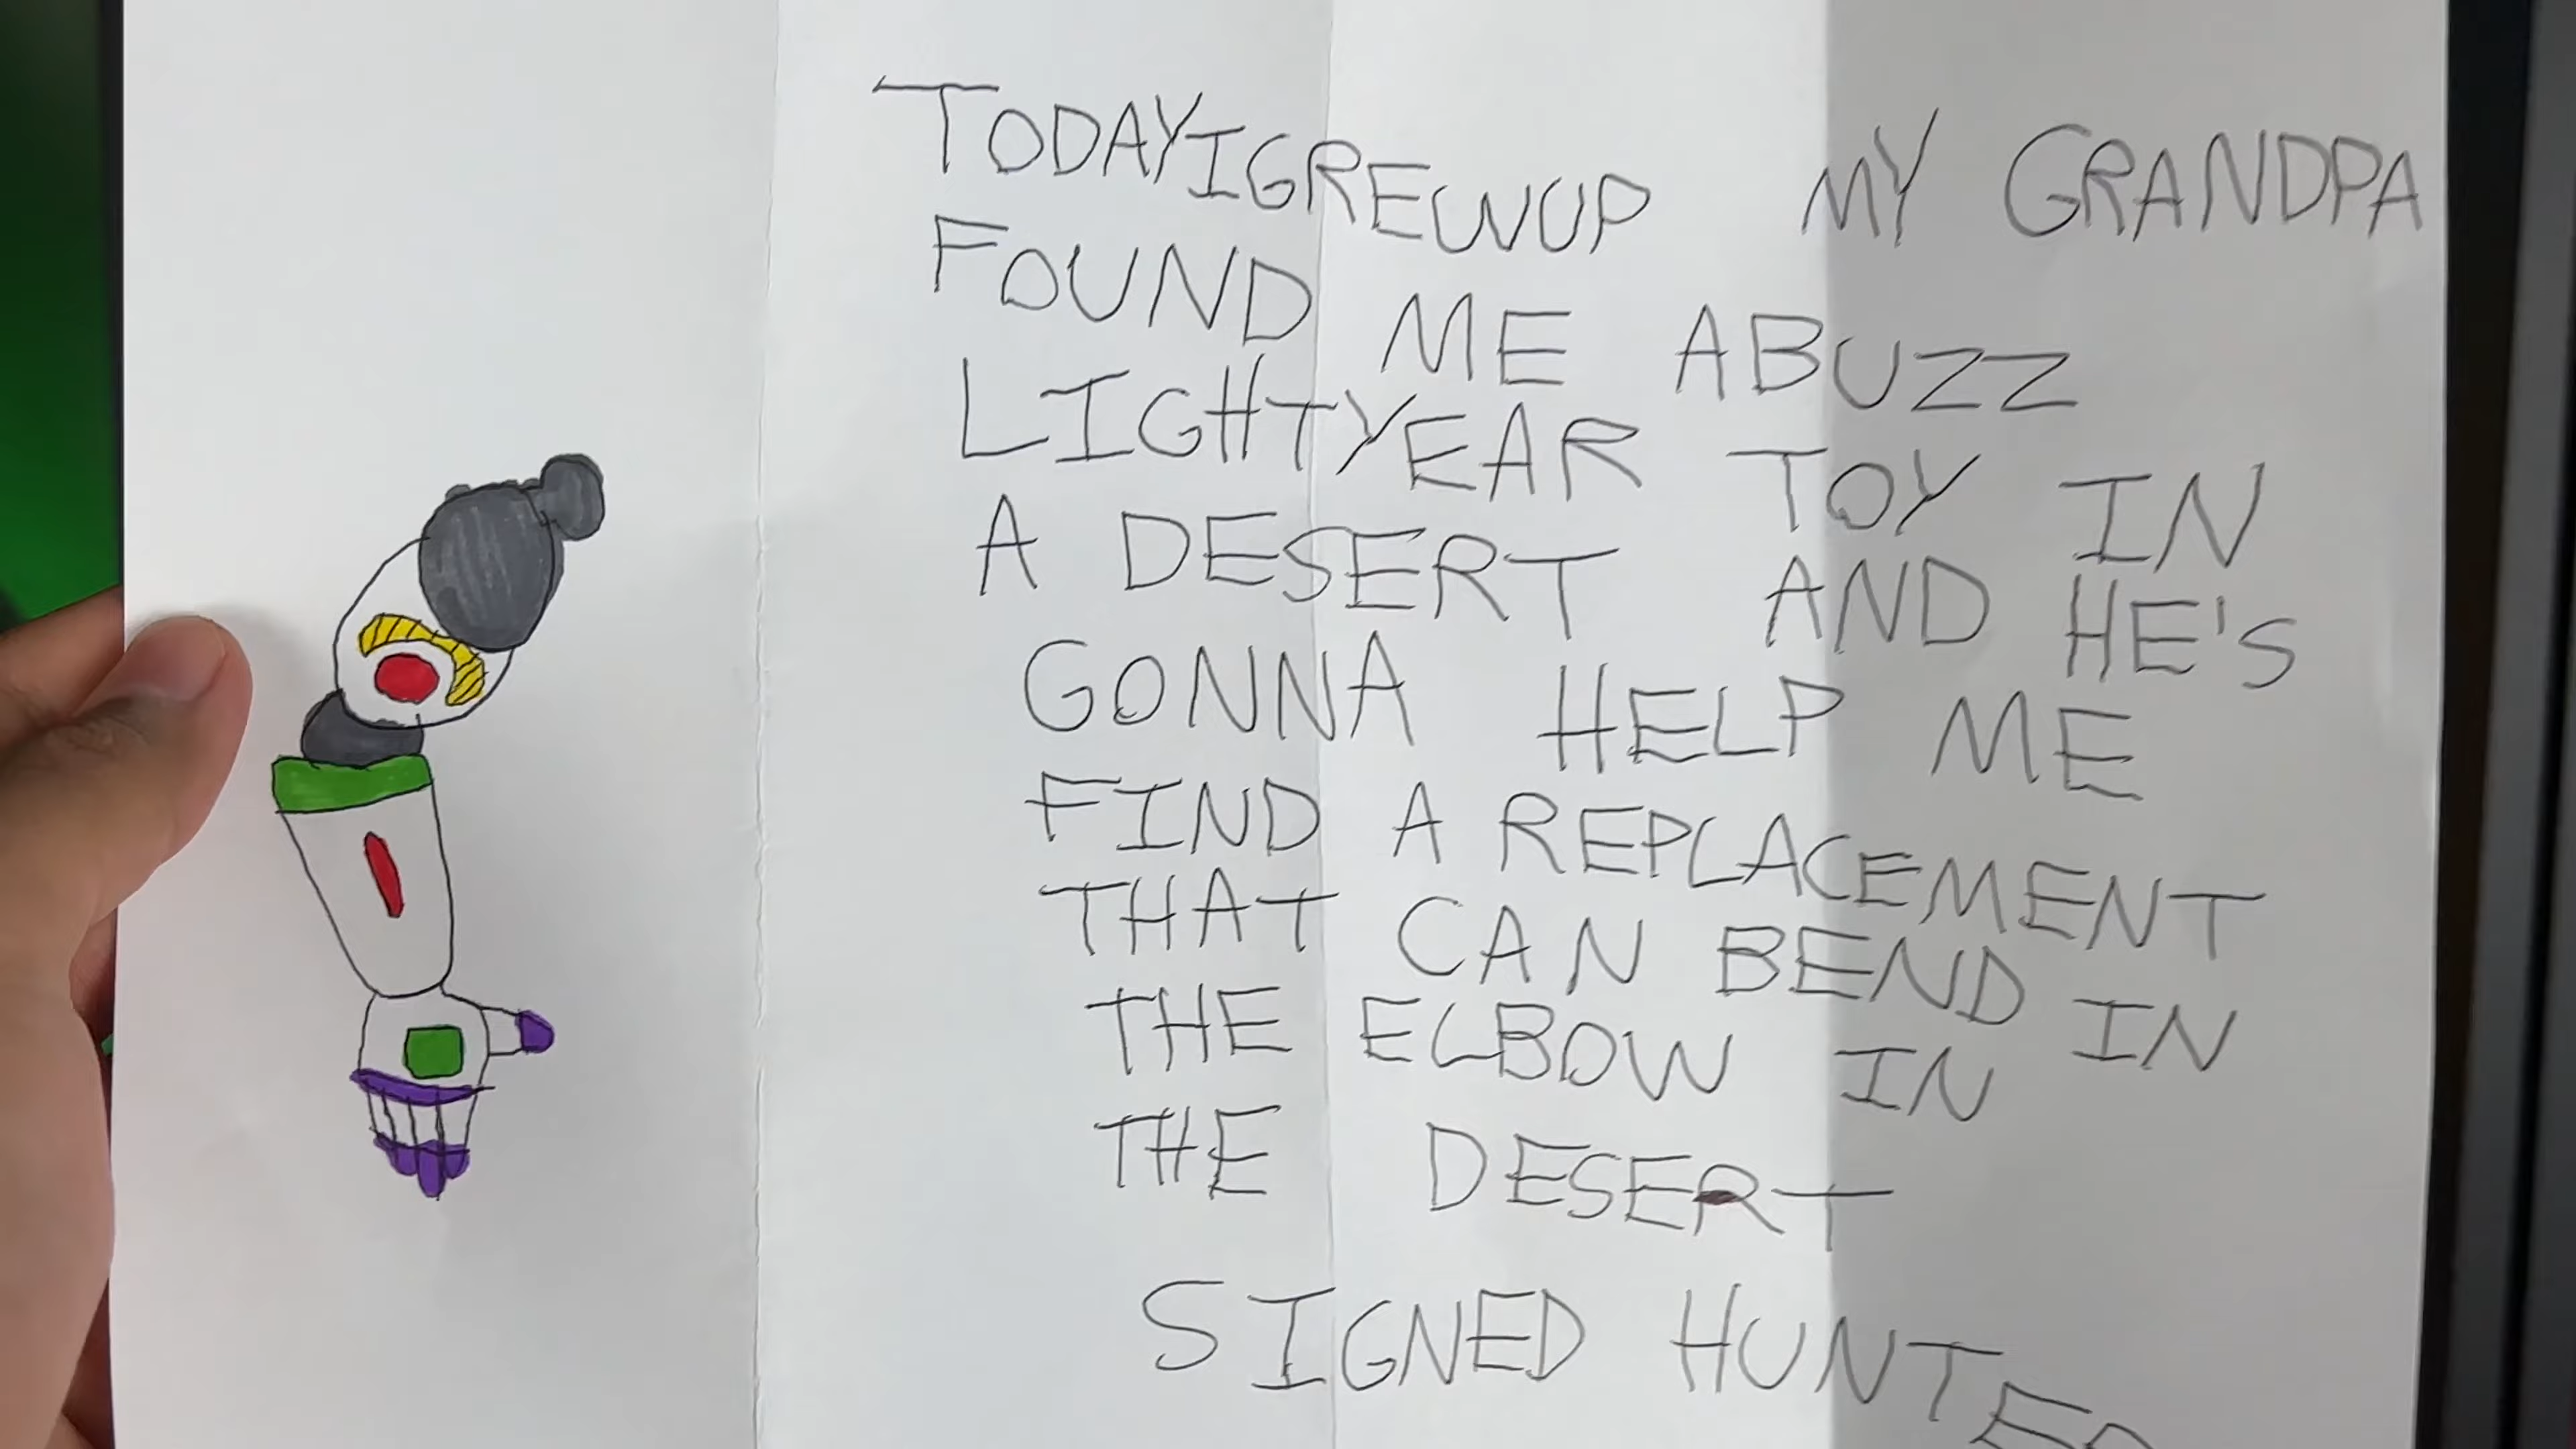 TODAYIGREWUP MY GRANDPA
FOUND ME ABUZZ
LIGHTYEAR TOY IN
A DESERT AND HE'S
GONNA HELP ME
FIND A REPLACEMENT
THAT CAN BEND IN
THE ELBOW IN
THE DESERT
SIGNED HUNTER